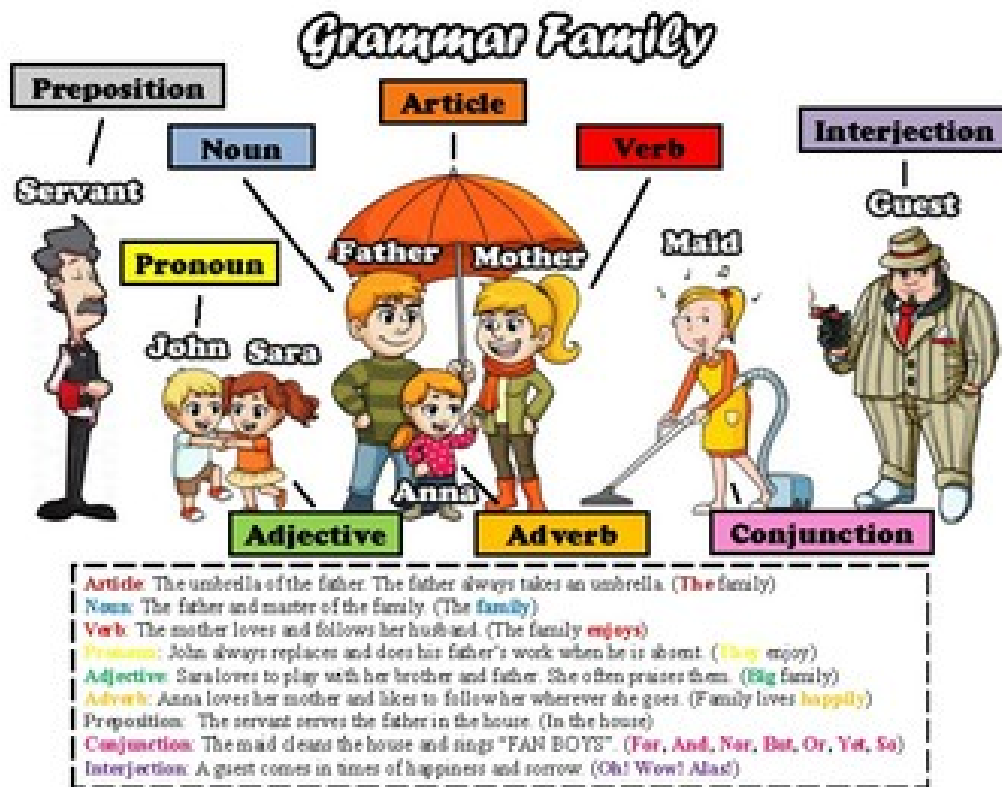 Grammar Family
Preposition
Article
Noun
Verb
Interjection
Servant
Guest
Pronoun
Father
Mother
Maid
John Sara
Anna
Adjective
Adverb
Conjunction
Article: The umbrella of the father. The father always takes an umbrella. (The family)
Noun: The father and master of the family. (The family)
Verb: The mother loves and follows her husband. (The family enjoys)
Pronoun: John always replaces and does his father's work when he is absent. (They enjoy)
Adjective: Sara loves to play with her brother and father. She often praises them. (Big family)
Adverb: Anna loves her mother and likes to follow her wherever she goes. (Family lives happily)
Preposition: The servant serves the father in the house. (In the house)
Conjunction: The maid cleans the house and sings "FAN BOYS". (For, And, Nor, But, Or, Yet, So)
Interjection: A guest comes in times of happiness and sorrow. (Oh! Wow! Alas!)